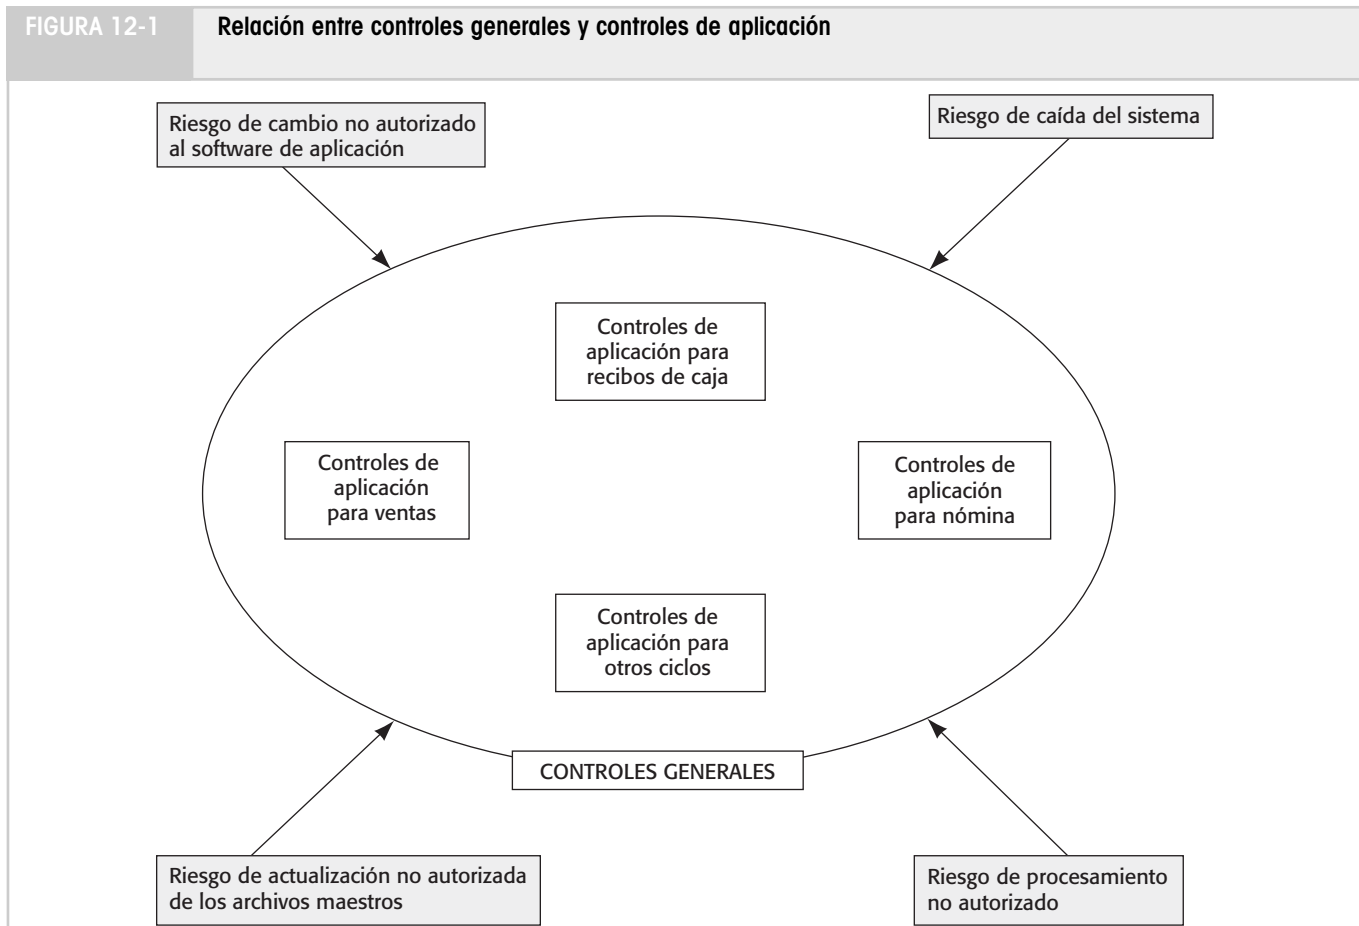 FIGURA 12-1
Relación entre controles generales y controles de aplicación
Riesgo de cambio no autorizado
al software de aplicación
Riesgo de caída del sistema
Controles de
aplicación para
recibos de caja
Controles de
aplicación
para ventas
Controles de
aplicación
para nómina
Controles de
aplicación para
otros ciclos
CONTROLES GENERALES
Riesgo de actualización no autorizada
de los archivos maestros
Riesgo de procesamiento
no autorizado